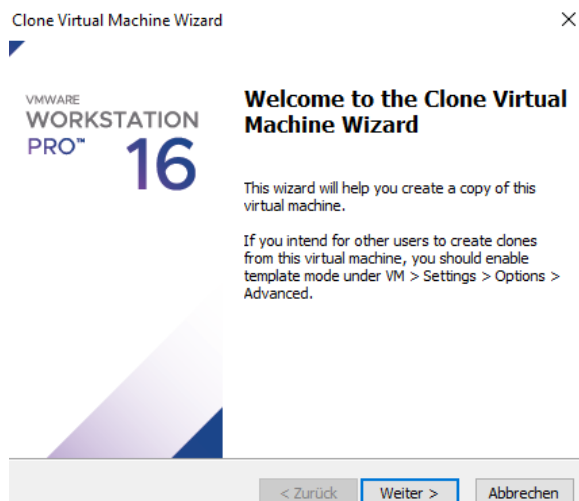 Clone Virtual Machine Wizard
VMWARE
WORKSTATION
PRO™
16
Welcome to the Clone Virtual
Machine Wizard
This wizard will help you create a copy of this
virtual machine.
If you intend for other users to create clones
from this virtual machine, you should enable
template mode under VM > Settings > Options >
Advanced.
< Zurück Weiter > Abbrechen